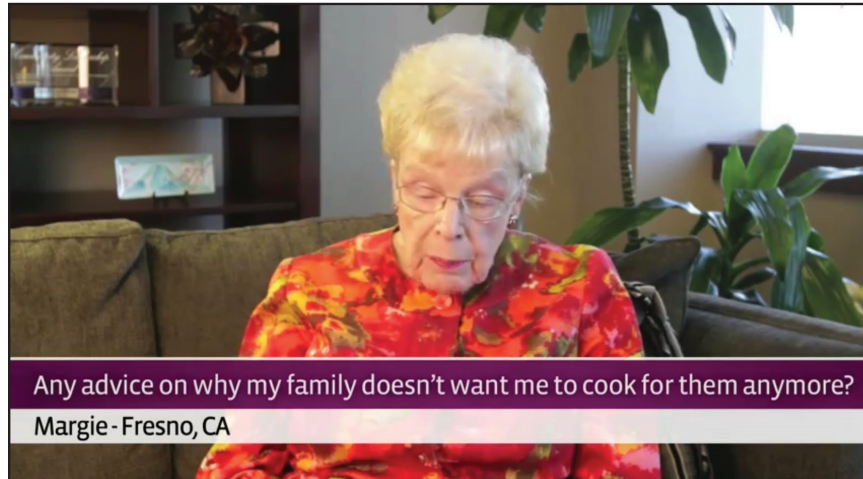 Any advice on why my family doesn't want me to cook for them anymore?
Margie - Fresno, CA